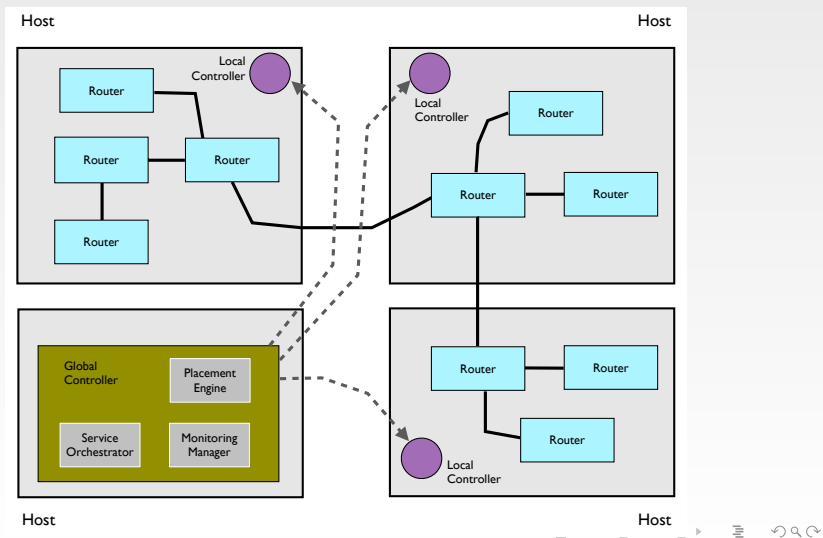 Host
Host
Local
Controller
Router
Router
Router
Router
Local
Controller
Router
Router
Router
Global
Controller
Placement
Engine
Service
Orchestrator
Monitoring
Manager
Router
Router
Router
Local
Controller
Host
Host